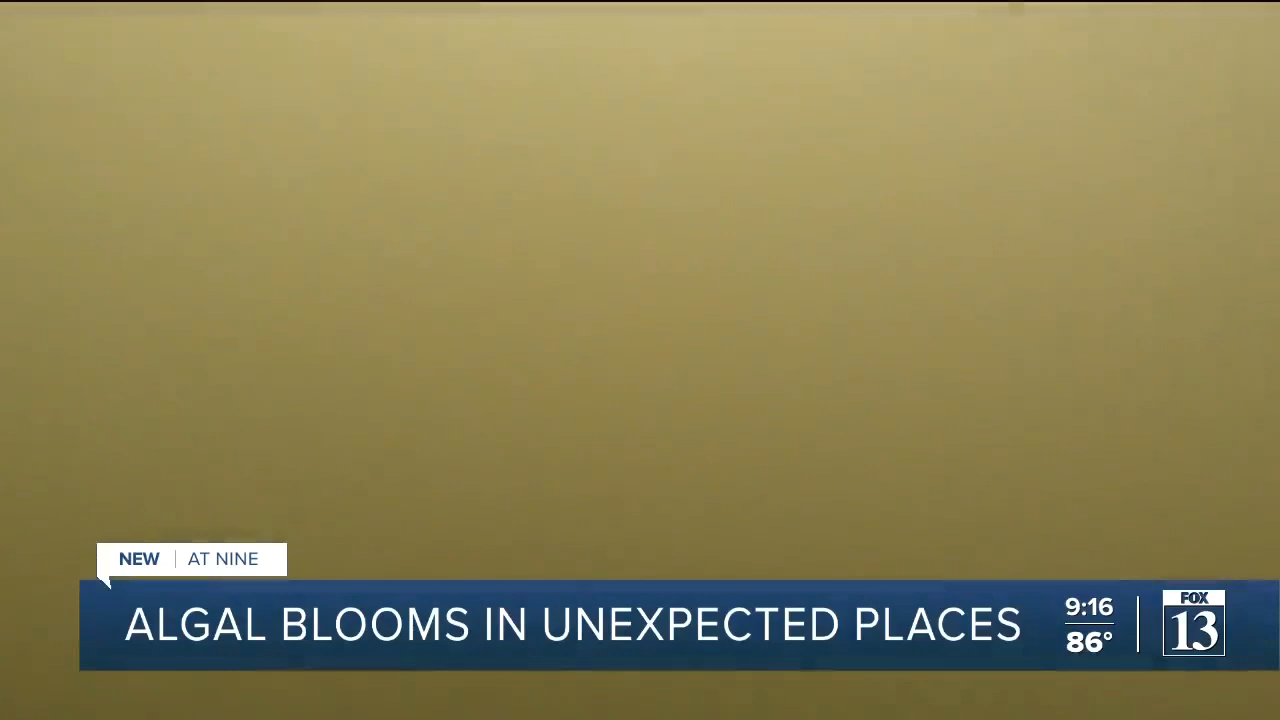 NEW AT NINE
ALGAL BLOOMS IN UNEXPECTED PLACES
9:16
86°
FOX
13